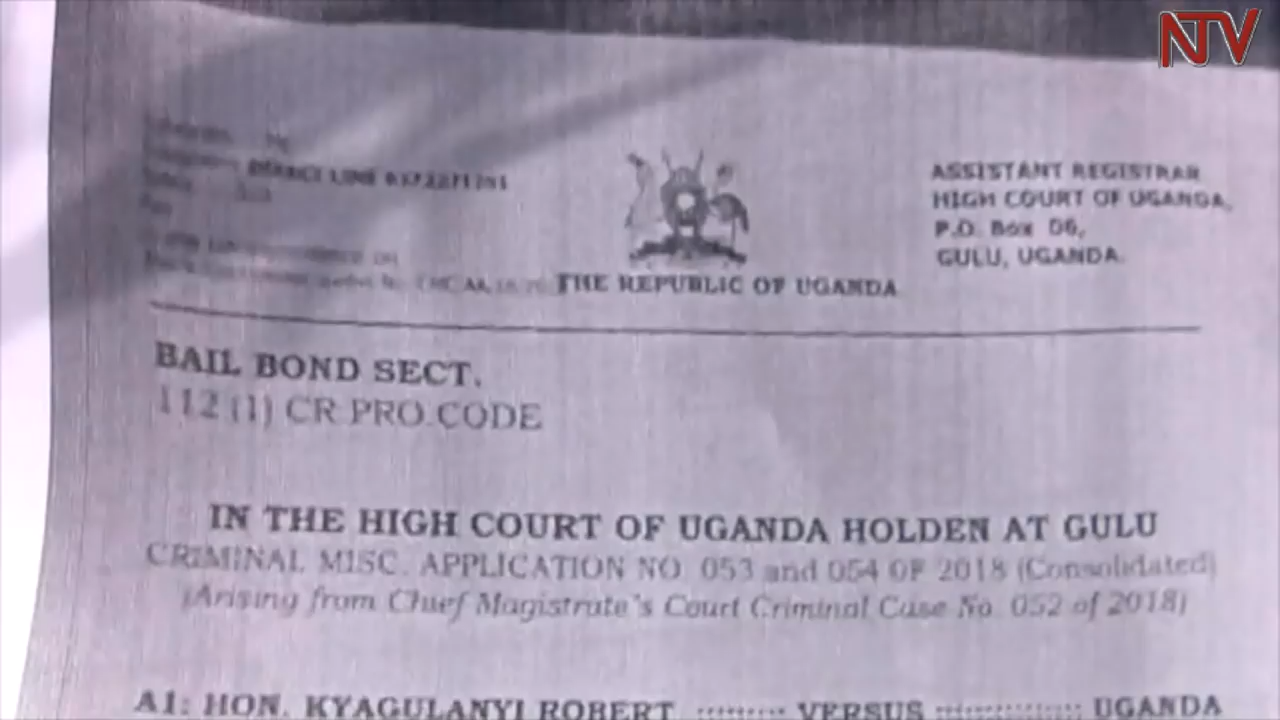 NTV
DIRECT LINE
ASSISTANT REGISTRAR
HIGH COURT OF UGANDA,
P.O. Box 06,
GULU, UGANDA.
THE REPUBLIC OF UGANDA
BAIL BOND SECT.
112 (1) CR.PRO.CODE
IN THE HIGH COURT OF UGANDA HOLDEN AT GULU
CRIMINAL MISC. APPLICATION NO. 053 and 054 OF 2018 (Consolidated)
(Arising from Chief Magistrate's Court Criminal Case No. 052 of 2018)
A1: HON. KYAGULANYI ROBERT ········· VERSUS ·············· UGANDA